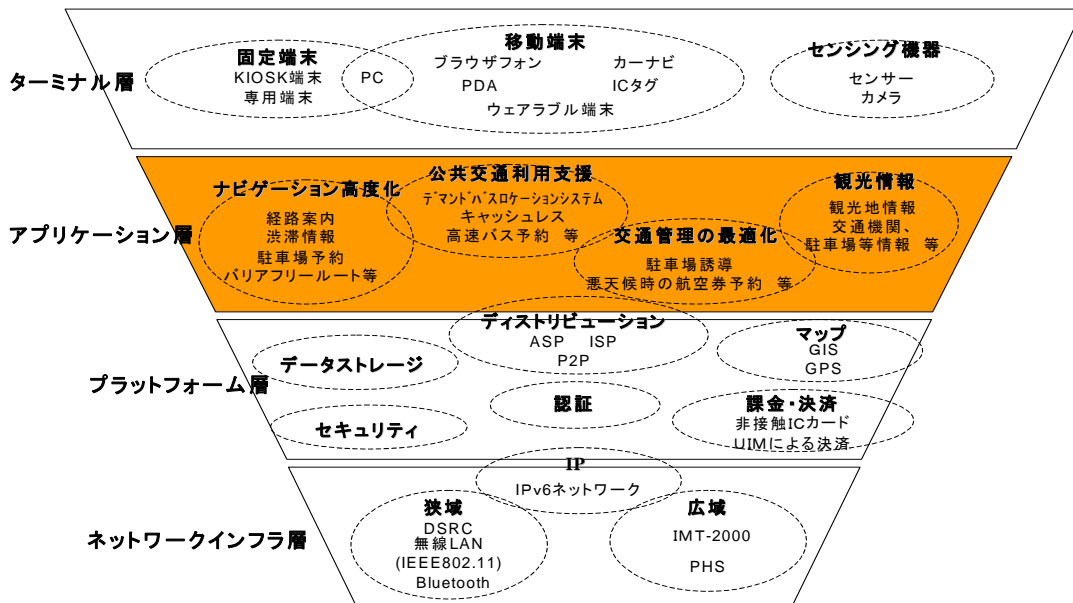 ターミナル層
固定端末
KIOSK端末
専用端末
PC
移動端末
ブラウザフォン
カーナビ
PDA
ICタグ
ウェアラブル端末
センシング機器
センサー
カメラ
アプリケーション層
ナビゲーション高度化
経路案内
渋滞情報
駐車場予約
バリアフリールート等
公共交通利用支援
デマンドバスロケーションシステム
キャッシュレス
高速バス予約 等
交通管理の最適化
駐車場誘導
悪天候時の航空券予約 等
観光情報
観光地情報
交通機関、
駐車場等情報 等
プラットフォーム層
データストレージ
ディストリビューション
ASP ISP
P2P
マップ
GIS
GPS
セキュリティ
認証
課金・決済
非接触ICカード
UIMによる決済
ネットワークインフラ層
IP
IPv6ネットワーク
狭域
DSRC
無線LAN
(IEEE802.11)
Bluetooth
広域
IMT-2000
PHS